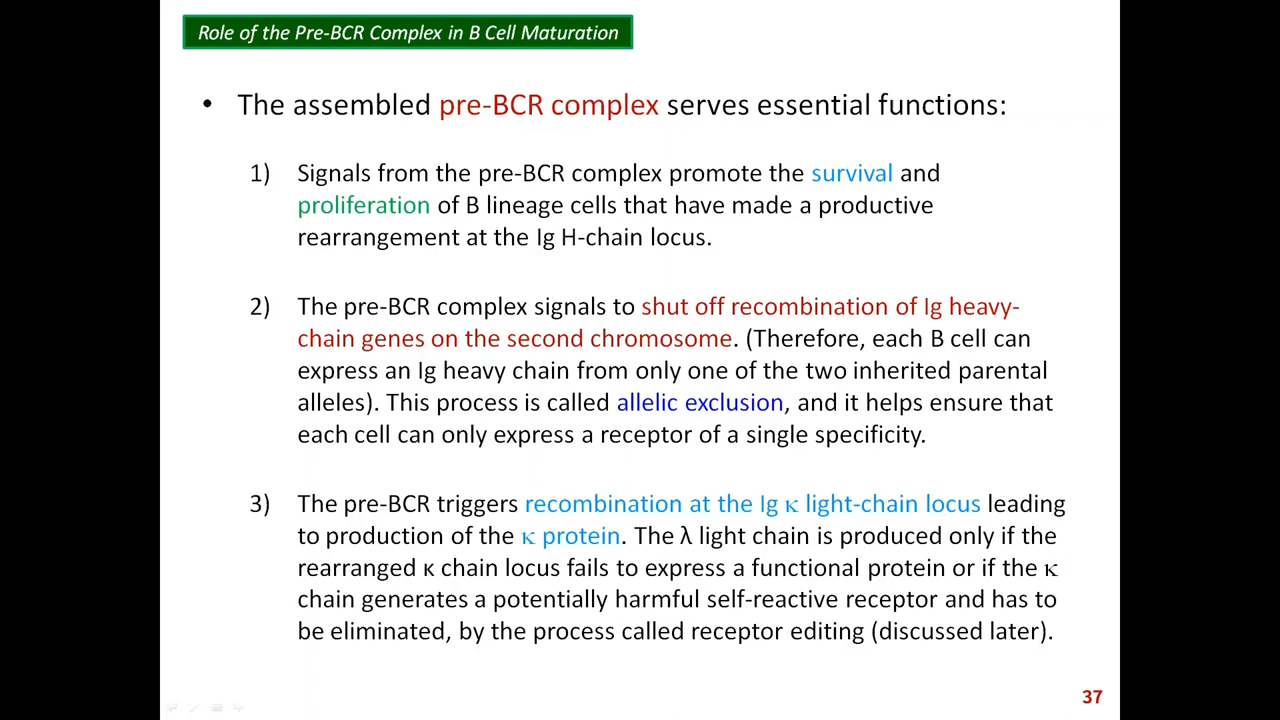 Role of the Pre-BCR Complex in B Cell Maturation
• The assembled pre-BCR complex serves essential functions:
1) Signals from the pre-BCR complex promote the survival and
proliferation of B lineage cells that have made a productive
rearrangement at the Ig H-chain locus.
2) The pre-BCR complex signals to shut off recombination of Ig heavy-
chain genes on the second chromosome. (Therefore, each B cell can
express an Ig heavy chain from only one of the two inherited parental
alleles). This process is called allelic exclusion, and it helps ensure that
each cell can only express a receptor of a single specificity.
3) The pre-BCR triggers recombination at the Ig κ light-chain locus leading
to production of the κ protein. The λ light chain is produced only if the
rearranged κ chain locus fails to express a functional protein or if the κ
chain generates a potentially harmful self-reactive receptor and has to
be eliminated, by the process called receptor editing (discussed later).
37